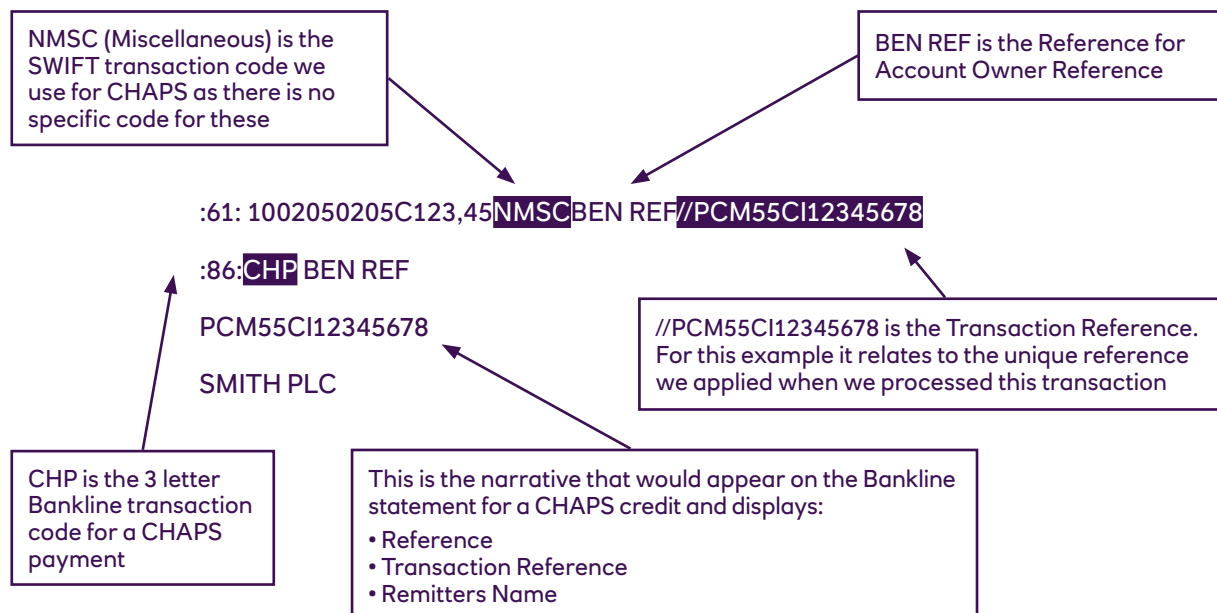 NMSC (Miscellaneous) is the
SWIFT transaction code we
use for CHAPS as there is no
specific code for these
BEN REF is the Reference for
Account Owner Reference
:61: 1002050205C123,45NMSCBEN REF//PCM55CI12345678
:86:CHP BEN REF
PCM55CI12345678
SMITH PLC
//PCM55CI12345678 is the Transaction Reference.
For this example it relates to the unique reference
we applied when we processed this transaction
CHP is the 3 letter
Bankline transaction
code for a CHAPS
payment
This is the narrative that would appear on the Bankline
statement for a CHAPS credit and displays:
• Reference
• Transaction Reference
• Remitters Name